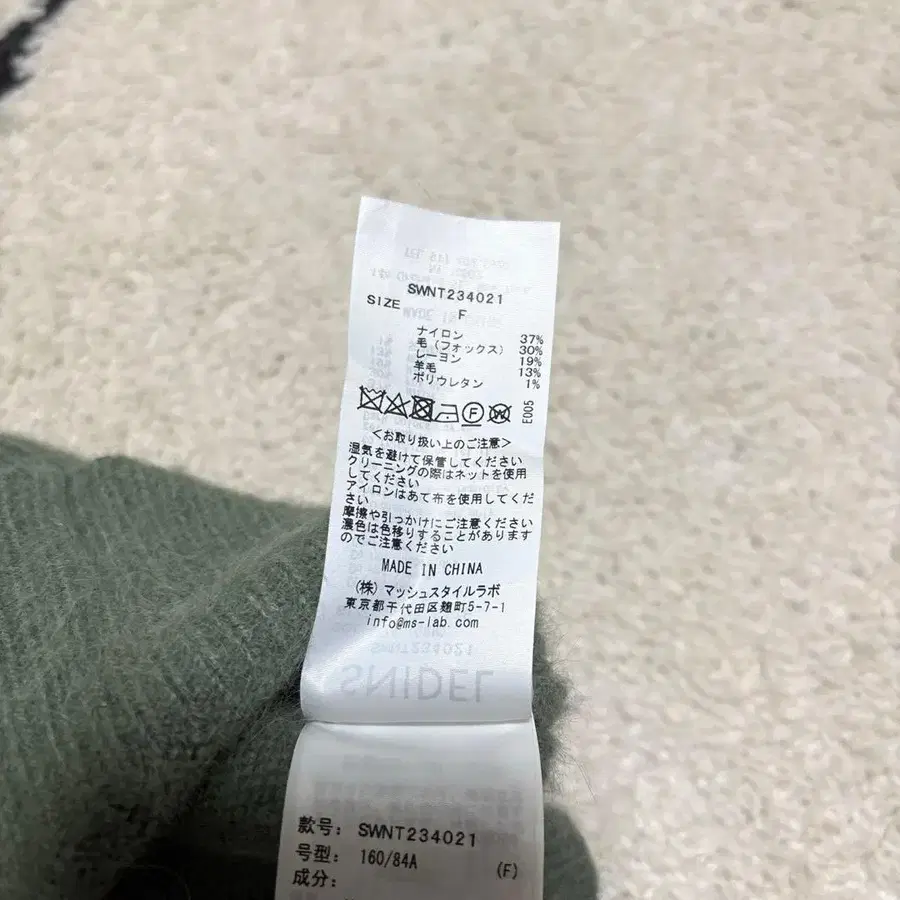 SWNT234021
SIZE F
ナイロン 37%
毛(フォックス) 30%
レーヨン 19%
羊毛 13%
ポリウレタン 1%
E005
<お取り扱い上のご注意>
湿気を避けて保管してください
クリーニングの際はネットを使用
してください
アイロンはあて布を使用してくだ
さい
摩擦や引っかけにご注意ください
濃色は色移りすることがあります
のでご注意ください
MADE IN CHINA
(株)マッシュスタイルラボ
東京都千代田区麹町5-7-1
info@ms-lab.com
SWNT234021
SNIDEL
款号: SWNT234021
号型: 160/84A (F)
成分: